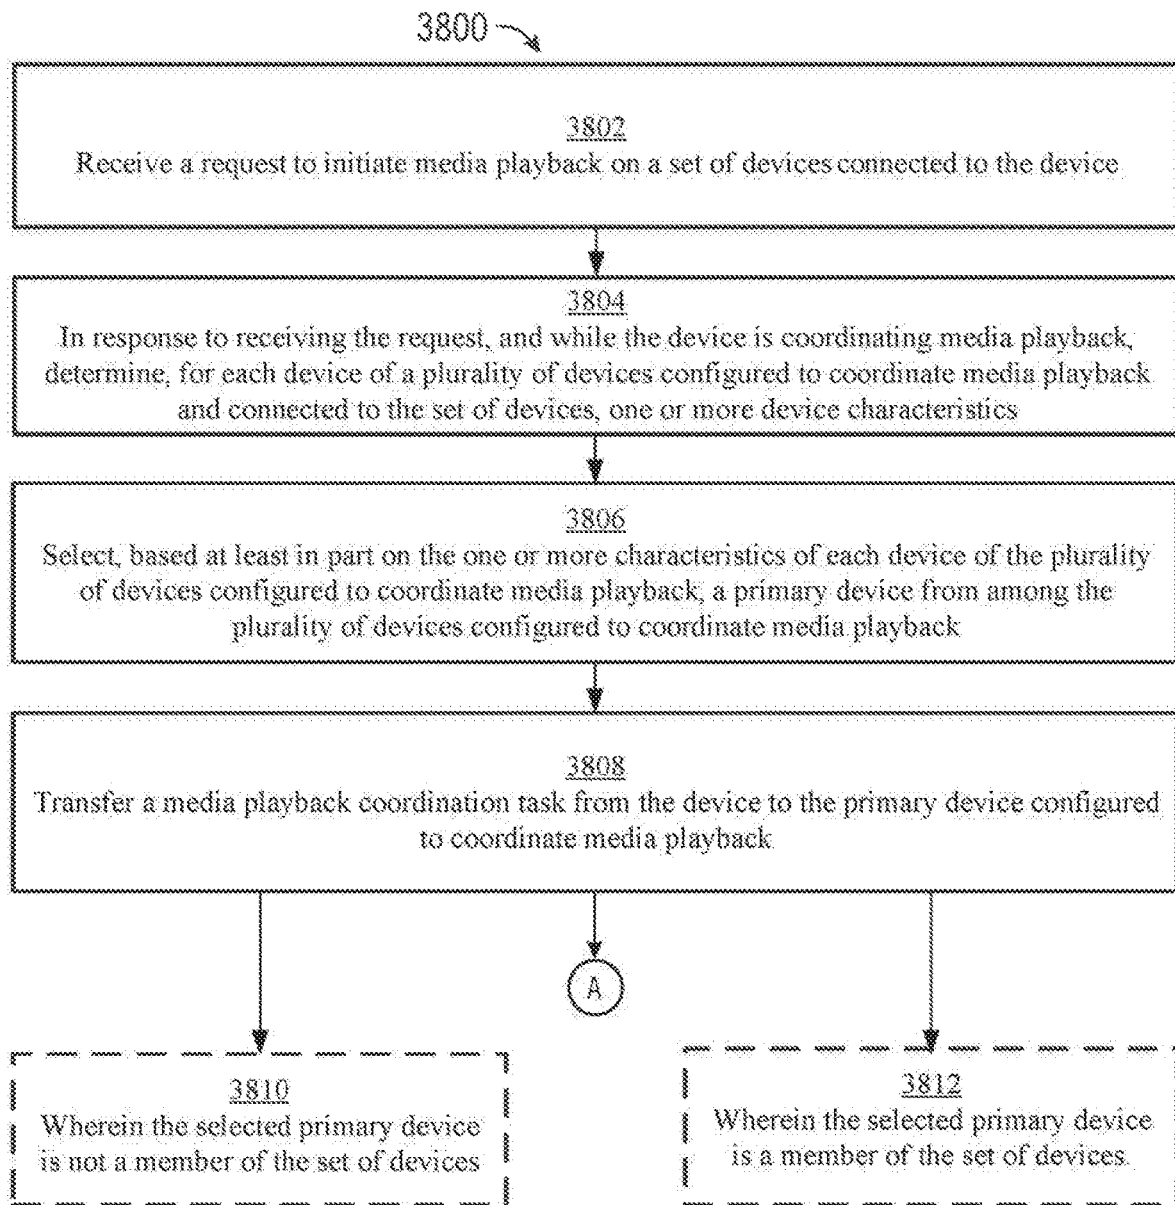 3800
3802
Receive a request to initiate media playback on a set of devices connected to the device
3804
In response to receiving the request, and while the device is coordinating media playback,
determine, for each device of a plurality of devices configured to coordinate media playback
and connected to the set of devices, one or more device characteristics
3806
Select, based at least in part on the one or more characteristics of each device of the plurality
of devices configured to coordinate media playback, a primary device from among the
plurality of devices configured to coordinate media playback
3808
Transfer a media playback coordination task from the device to the primary device configured
to coordinate media playback
A
3810
Wherein the selected primary device
is not a member of the set of devices
3812
Wherein the selected primary device
is a member of the set of devices.